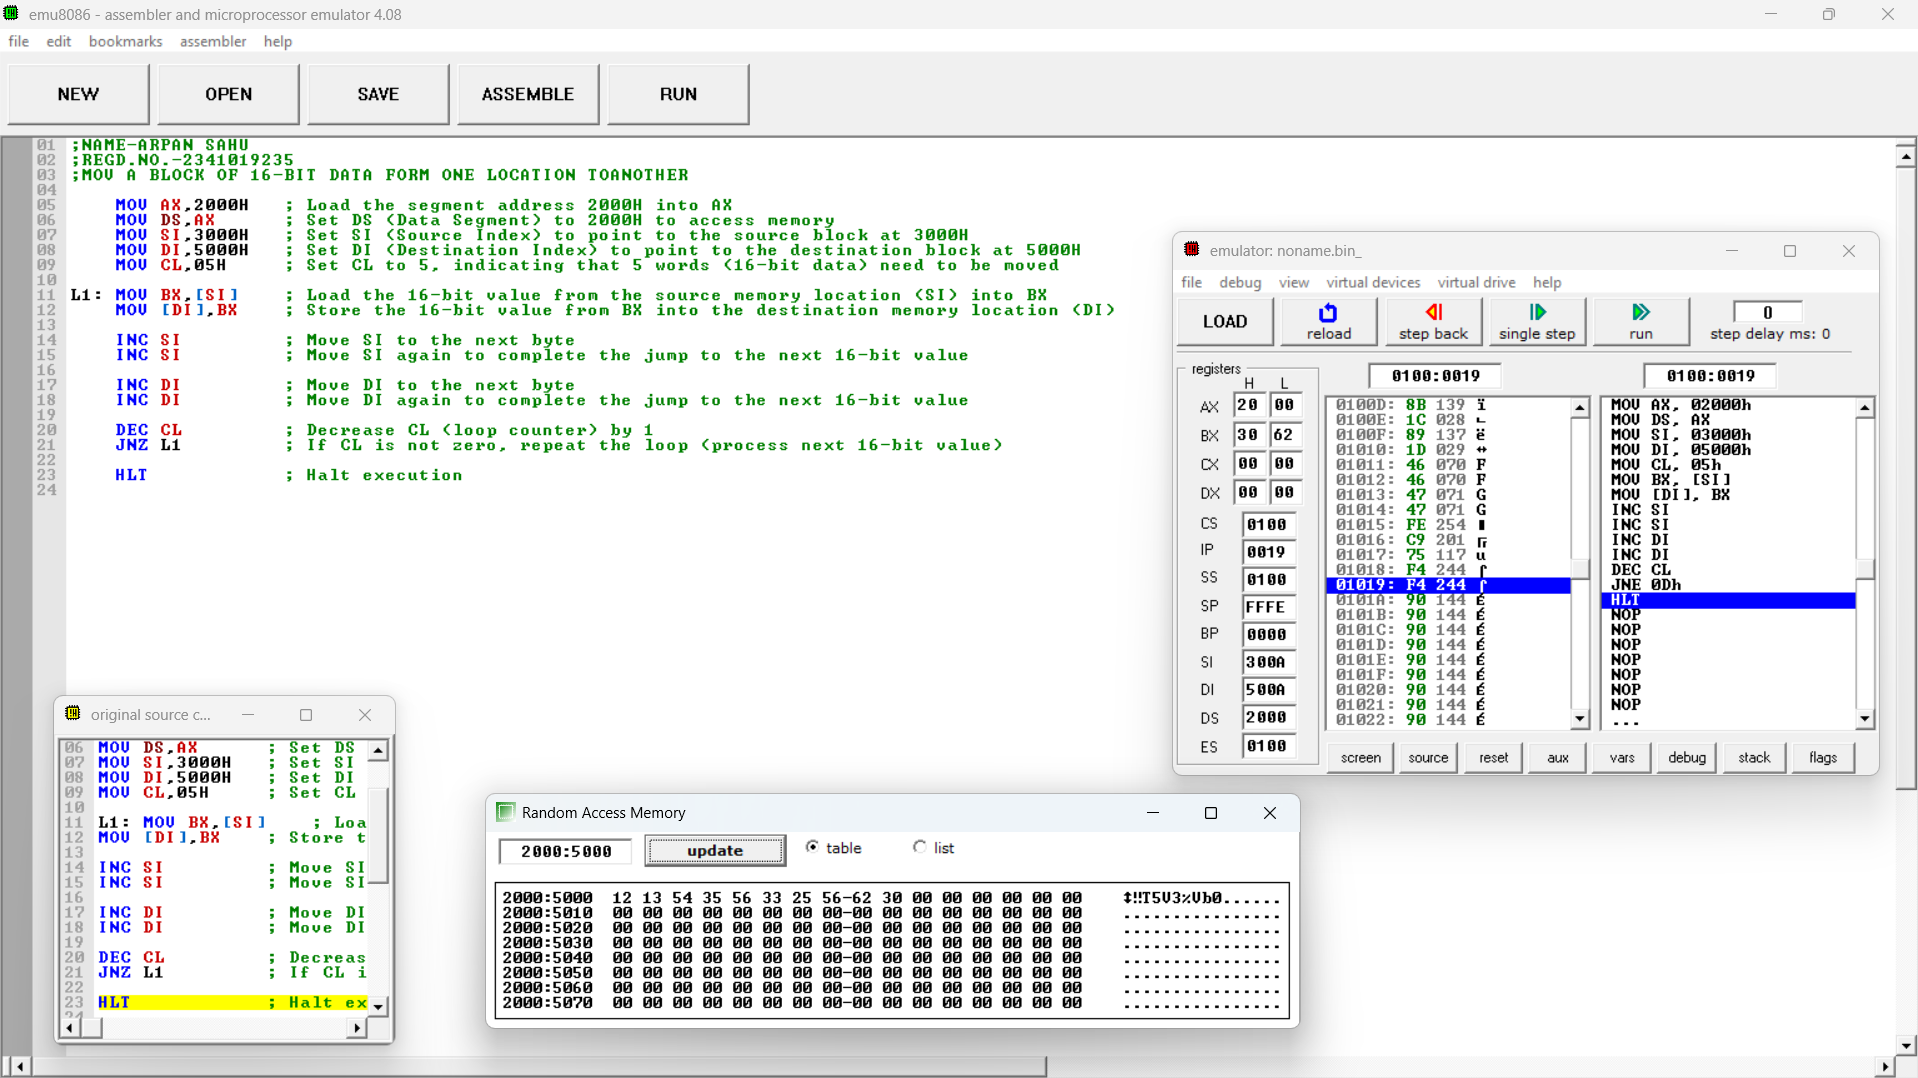 emu8086 - assembler and microprocessor emulator 4.08
file edit bookmarks assembler help
NEW OPEN SAVE ASSEMBLE RUN
01 ;NAME-ARPAN SAHU
02 ;REGD.NO.-2341019235
03 ;MOV A BLOCK OF 16-BIT DATA FORM ONE LOCATION TOANOTHER
04
05 MOV AX,2000H ; Load the segment address 2000H into AX
06 MOV DS,AX ; Set DS (Data Segment) to 2000H to access memory
07 MOV SI,3000H ; Set SI (Source Index) to point to the source block at 3000H
08 MOV DI,5000H ; Set DI (Destination Index) to point to the destination block at 5000H
09 MOV CL,05H ; Set CL to 5, indicating that 5 words (16-bit data) need to be moved
10
11 L1: MOV BX,[SI] ; Load the 16-bit value from the source memory location (SI) into BX
12 MOV [DI],BX ; Store the 16-bit value from BX into the destination memory location (DI)
13
14 INC SI ; Move SI to the next byte
15 INC SI ; Move SI again to complete the jump to the next 16-bit value
16
17 INC DI ; Move DI to the next byte
18 INC DI ; Move DI again to complete the jump to the next 16-bit value
19
20 DEC CL ; Decrease CL (loop counter) by 1
21 JNZ L1 ; If CL is not zero, repeat the loop (process next 16-bit value)
22
23 HLT ; Halt execution
24
emulator: noname.bin_
file debug view virtual devices virtual drive help
LOAD reload step back single step run 0
step delay ms: 0
registers
H L
AX 20 00
BX 30 62
CX 00 00
DX 00 00
CS 0100
IP 0019
SS 0100
SP FFFE
BP 0000
SI 300A
DI 500A
DS 2000
ES 0100
0100:0019
0100D: 8B 139 ï
0100E: 1C 028 ∟
0100F: 89 137 ë
01010: 1D 029 ↔
01011: 46 070 F
01012: 46 070 F
01013: 47 071 G
01014: 47 071 G
01015: FE 254 ■
01016: C9 201 ╔
01017: 75 117 u
01018: F4 244 ⌠
01019: F4 244 ⌠
0101A: 90 144 É
0101B: 90 144 É
0101C: 90 144 É
0101D: 90 144 É
0101E: 90 144 É
0101F: 90 144 É
01020: 90 144 É
01021: 90 144 É
01022: 90 144 É
0100:0019
MOV AX, 02000h
MOV DS, AX
MOV SI, 03000h
MOV DI, 05000h
MOV CL, 05h
MOV BX, [SI]
MOV [DI], BX
INC SI
INC SI
INC DI
INC DI
DEC CL
JNE 0Dh
HLT
NOP
NOP
NOP
NOP
NOP
NOP
NOP
...
screen source reset aux vars debug stack flags
original source c...
06 MOV DS,AX ; Set DS
07 MOV SI,3000H ; Set SI
08 MOV DI,5000H ; Set DI
09 MOV CL,05H ; Set CL
10
11 L1: MOV BX,[SI] ; Loa
12 MOV [DI],BX ; Store t
13
14 INC SI ; Move SI
15 INC SI ; Move SI
16
17 INC DI ; Move DI
18 INC DI ; Move DI
19
20 DEC CL ; Decreas
21 JNZ L1 ; If CL i
22
23 HLT ; Halt ex
24
Random Access Memory
2000:5000 update table list
2000:5000 12 13 54 35 56 33 25 56-62 30 00 00 00 00 00 00 ↕‼T5V3%Vb0......
2000:5010 00 00 00 00 00 00 00 00-00 00 00 00 00 00 00 00 ................
2000:5020 00 00 00 00 00 00 00 00-00 00 00 00 00 00 00 00 ................
2000:5030 00 00 00 00 00 00 00 00-00 00 00 00 00 00 00 00 ................
2000:5040 00 00 00 00 00 00 00 00-00 00 00 00 00 00 00 00 ................
2000:5050 00 00 00 00 00 00 00 00-00 00 00 00 00 00 00 00 ................
2000:5060 00 00 00 00 00 00 00 00-00 00 00 00 00 00 00 00 ................
2000:5070 00 00 00 00 00 00 00 00-00 00 00 00 00 00 00 00 ................